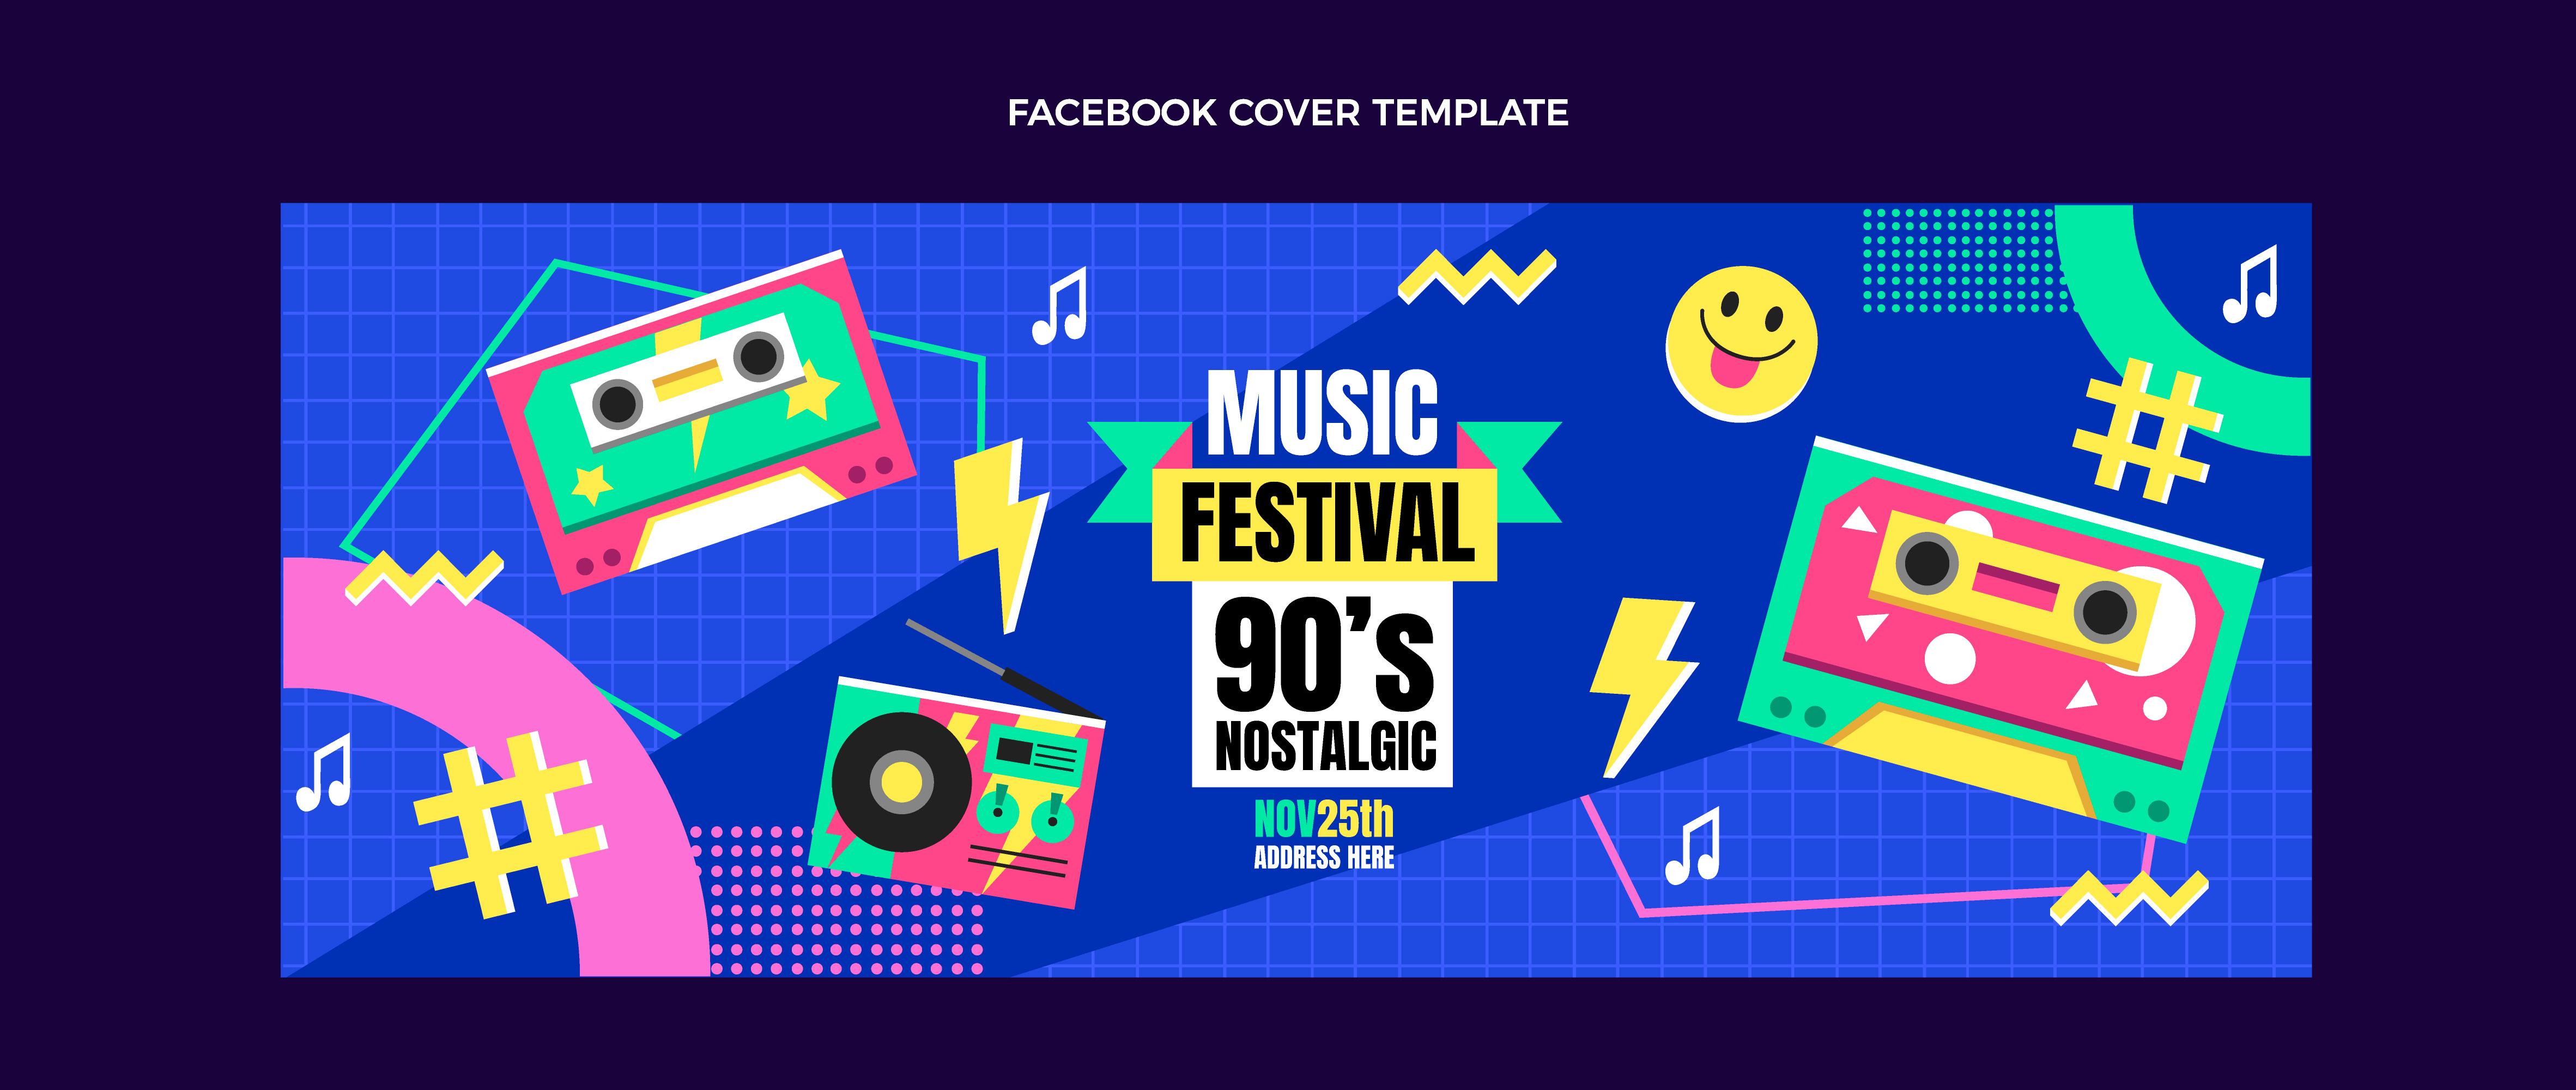 FACEBOOK COVER TEMPLATE
MUSIC
FESTIVAL
90's
NOSTALGIC
NOV25th
ADDRESS HERE